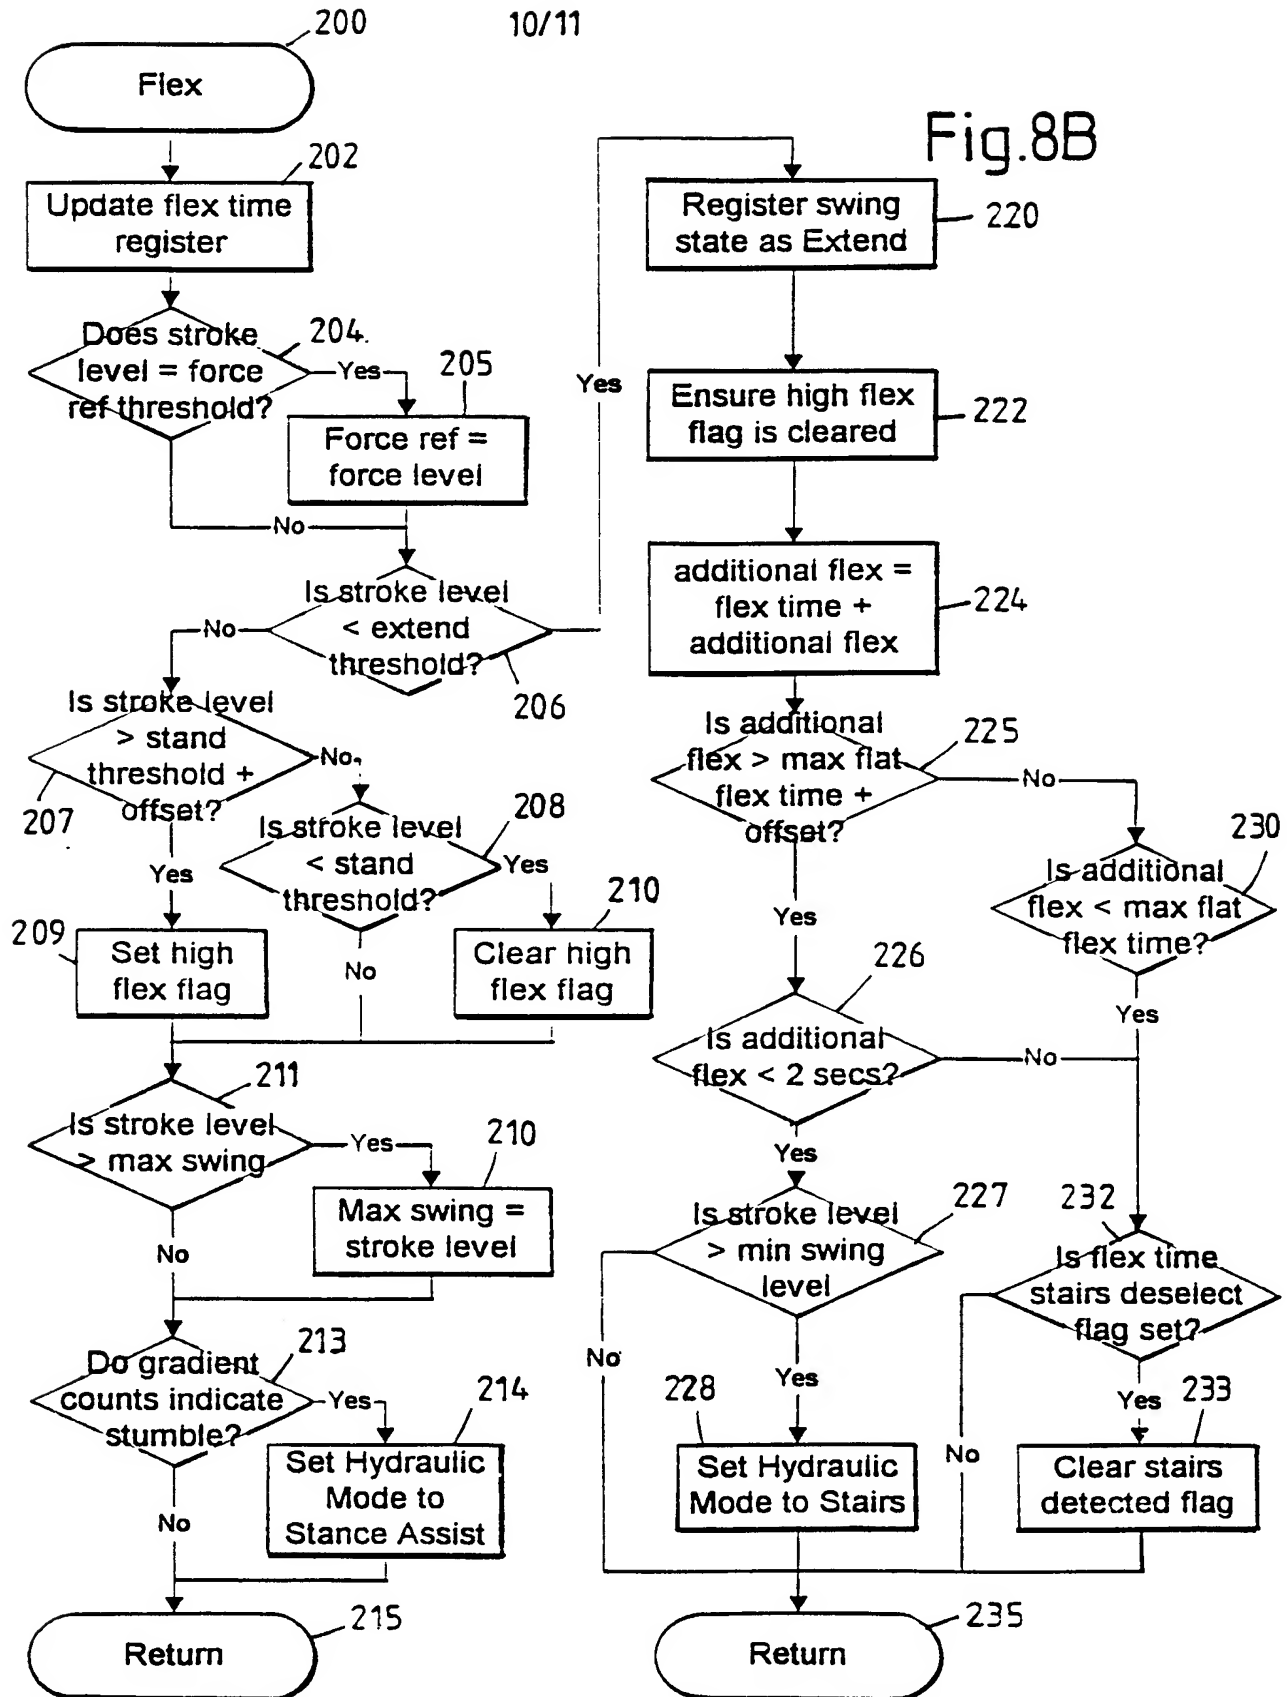 10/11
Fig.8B
200
Flex
202
Update flex time
register
204.
Does stroke
level = force
ref threshold?
Yes
205
Force ref =
force level
No
Is stroke level
< extend
threshold?
206
Yes
No
Is stroke level
> stand
threshold +
offset?
207
No
208
Is stroke level
< stand
threshold?
Yes
Yes
No
209
Set high
flex flag
210
Clear high
flex flag
211
Is stroke level
> max swing
Yes
210
Max swing =
stroke level
No
213
Do gradient
counts indicate
stumble?
Yes
214
Set Hydraulic
Mode to
Stance Assist
No
215
Return
Register swing
state as Extend
220
Ensure high flex
flag is cleared
222
additional flex =
flex time +
additional flex
224
Is additional
flex > max flat
flex time +
offset?
225
No
230
Is additional
flex < max flat
flex time?
Yes
Yes
226
Is additional
flex < 2 secs?
No
Yes
227
Is stroke level
> min swing
level
No
Yes
228
Set Hydraulic
Mode to Stairs
232
Is flex time
stairs deselect
flag set?
Yes
No
233
Clear stairs
detected flag
235
Return